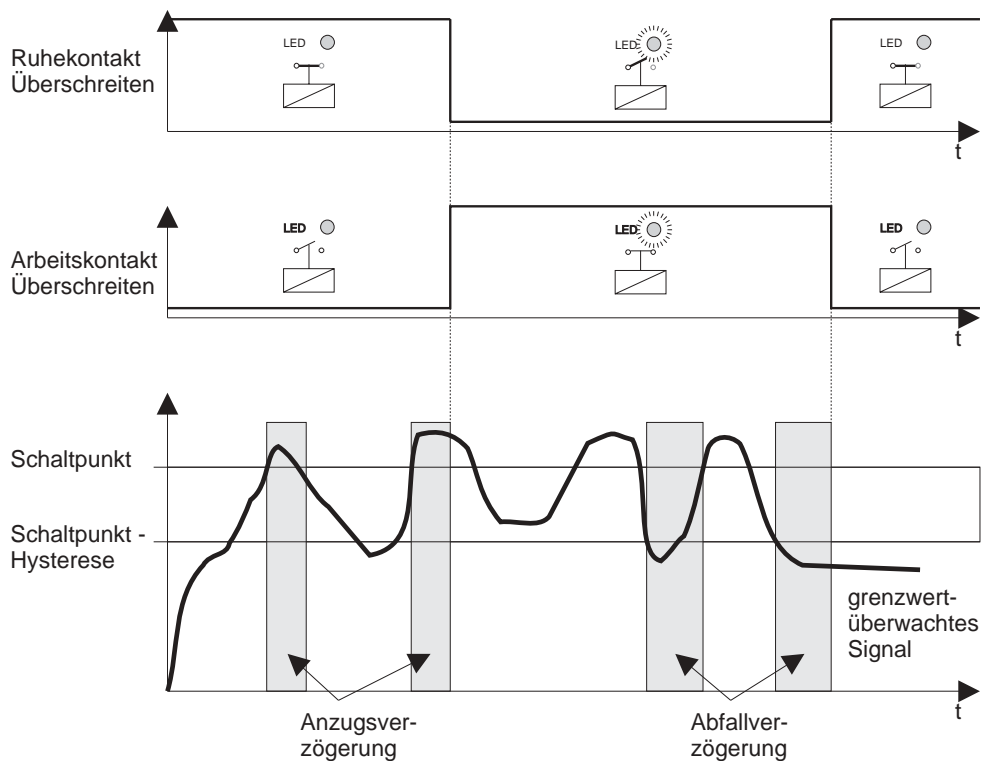 LED
LED
LED
Ruhekontakt
Überschreiten
t
LED
LED
LED
Arbeitskontakt
Überschreiten
t
Schaltpunkt
Schaltpunkt -
Hysterese
grenzwert-
überwachtes
Signal
t
Anzugsver-
zögerung
Abfallver-
zögerung